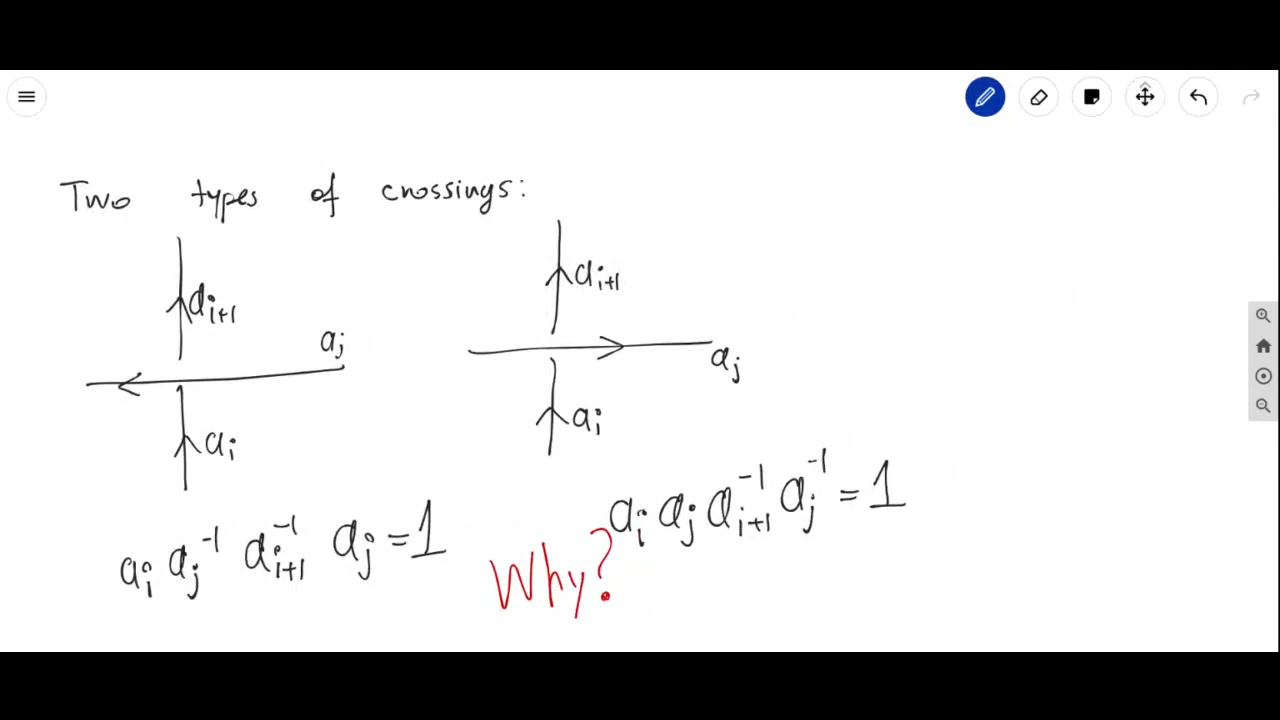 Two types of crossings:
a_{i+1}
a_{i+1}
a_j
a_j
a_i
a_i
a_i a_j^{-1} a_{i+1}^{-1} a_j = 1
a_i a_j a_{i+1}^{-1} a_j^{-1} = 1
Why?